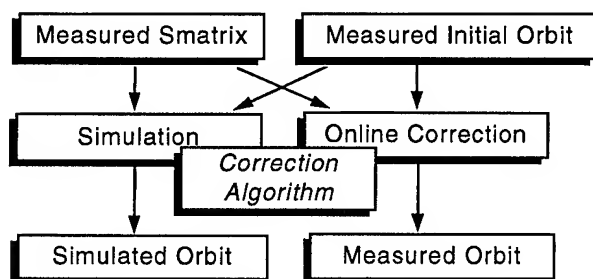 Measured Smatrix
Measured Initial Orbit
Simulation
Online Correction
Correction
Algorithm
Simulated Orbit
Measured Orbit